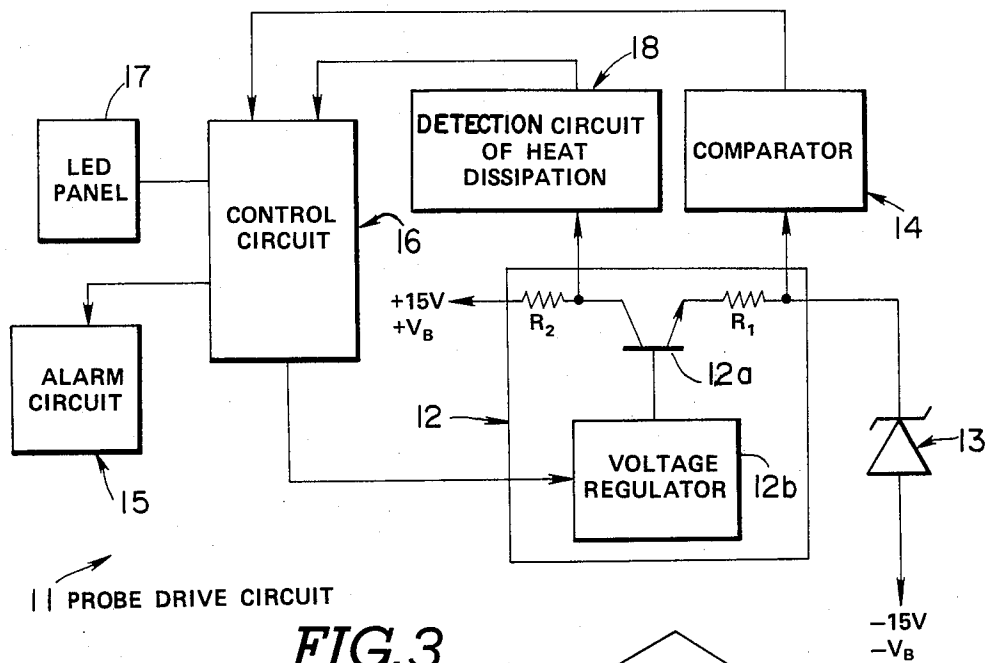 17
LED
PANEL
CONTROL
CIRCUIT
16
18
DETECTION CIRCUIT
OF HEAT
DISSIPATION
COMPARATOR
14
+15V
+VB
R2
R1
12a
12
VOLTAGE
REGULATOR
12b
13
ALARM
CIRCUIT
15
11 PROBE DRIVE CIRCUIT
-15V
-VB
FIG.3